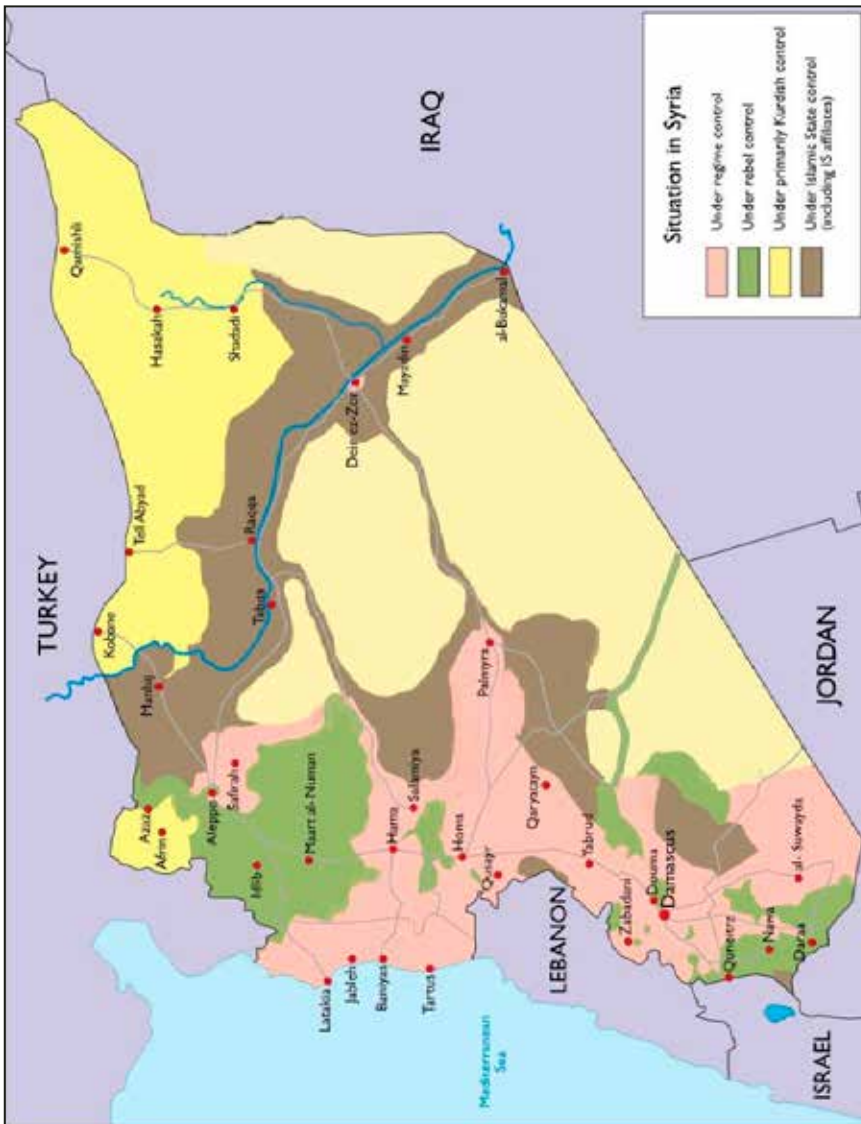 TURKEY
IRAQ
JORDAN
LEBANON
ISRAEL
Mediterranean
Sea
Qamishli
Hasakah
Shadadi
Tell Abyad
Kobane
Manbij
Raqqa
Tabqa
Deir ez-Zor
Mayadin
al-Bukamal
Azaz
Afrin
Aleppo
Safirah
Idlib
Maart al-Numan
Latakia
Jableh
Baniyas
Tartus
Hama
Salamiya
Homs
Qusayr
Palmyra
Qaryatayn
Yabrud
Zabadani
Douma
Damascus
Quneitra
Nawa
Daraa
al-Suwayda
Situation in Syria
Under regime control
Under rebel control
Under primarily Kurdish control
Under Islamic State control
(including IS affiliates)